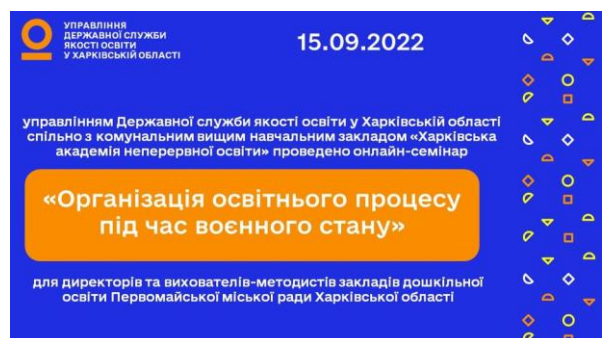 УПРАВЛІННЯ
ДЕРЖАВНОЇ СЛУЖБИ
ЯКОСТІ ОСВІТИ
У ХАРКІВСЬКІЙ ОБЛАСТІ
15.09.2022
управлінням Державної служби якості освіти у Харківській області
спільно з комунальним вищим навчальним закладом «Харківська
академія неперервної освіти» проведено онлайн-семінар
«Організація освітнього процесу
під час воєнного стану»
для директорів та вихователів-методистів закладів дошкільної
освіти Первомайської міської ради Харківської області